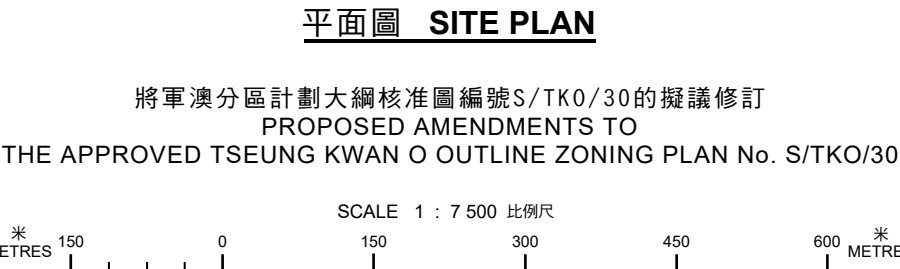 平面圖 SITE PLAN
將軍澳分區計劃大綱核准圖編號S/TKO/30的擬議修訂
PROPOSED AMENDMENTS TO
THE APPROVED TSEUNG KWAN O OUTLINE ZONING PLAN No. S/TKO/30
SCALE 1 : 7 500 比例尺
米 米
ETRES 150 0 150 300 450 600 METRE